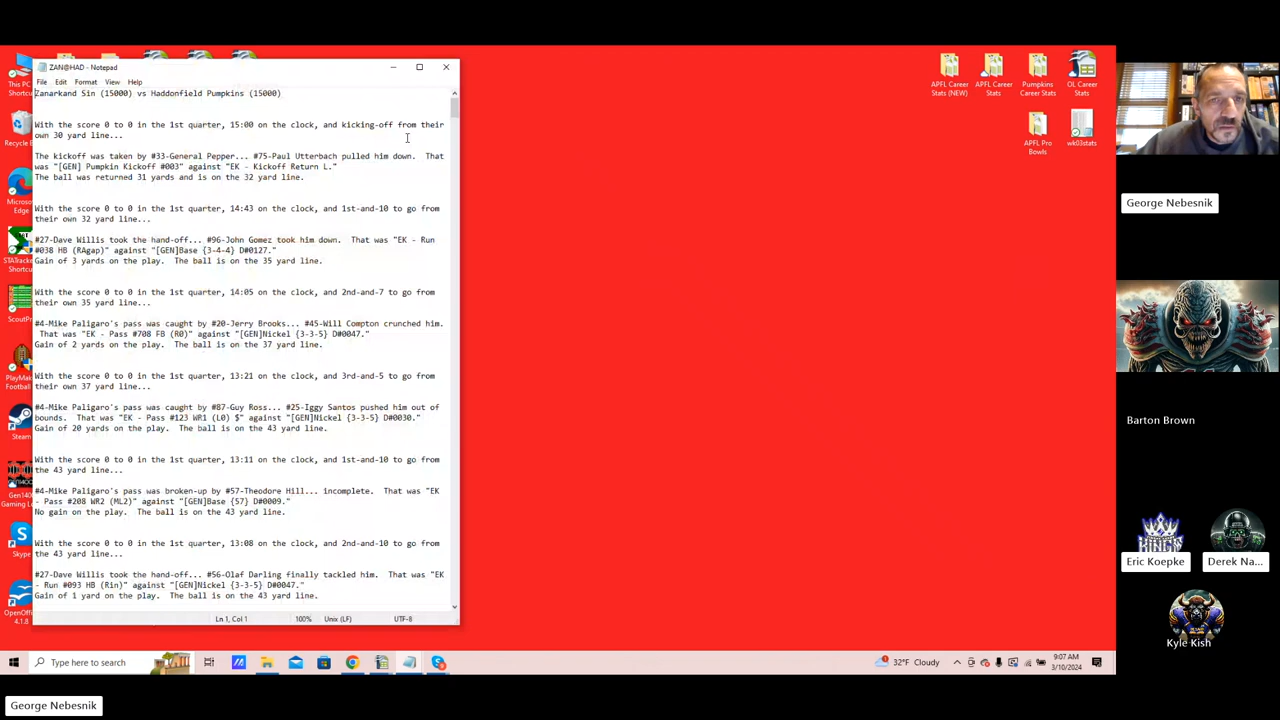 ZAN@HAD - Notepad
File Edit Format View Help
Zanarkand Sin (15000) vs Haddonfield Pumpkins (15000)
With the score 0 to 0 in the 1st quarter, 15:00 on the clock, and kicking-off from their
own 30 yard line...
The kickoff was taken by #33-General Pepper... #75-Paul Utterbach pulled him down. That
was "[GEN] Pumpkin Kickoff #003" against "EK - Kickoff Return L."
The ball was returned 31 yards and is on the 32 yard line.
With the score 0 to 0 in the 1st quarter, 14:43 on the clock, and 1st-and-10 to go from
their own 32 yard line...
#27-Dave Willis took the hand-off... #96-John Gomez took him down. That was "EK - Run
#038 HB (RAgap)" against "[GEN]Base {3-4-4} D#0127."
Gain of 3 yards on the play. The ball is on the 35 yard line.
With the score 0 to 0 in the 1st quarter, 14:05 on the clock, and 2nd-and-7 to go from
their own 35 yard line...
#4-Mike Paligaro's pass was caught by #20-Jerry Brooks... #45-Will Compton crunched him.
That was "EK - Pass #708 FB (R0)" against "[GEN]Nickel {3-3-5} D#0047."
Gain of 2 yards on the play. The ball is on the 37 yard line.
With the score 0 to 0 in the 1st quarter, 13:21 on the clock, and 3rd-and-5 to go from
their own 37 yard line...
#4-Mike Paligaro's pass was caught by #87-Guy Ross... #25-Iggy Santos pushed him out of
bounds. That was "EK - Pass #123 WR1 (L0) $" against "[GEN]Nickel {3-3-5} D#0030."
Gain of 20 yards on the play. The ball is on the 43 yard line.
With the score 0 to 0 in the 1st quarter, 13:11 on the clock, and 1st-and-10 to go from
the 43 yard line...
#4-Mike Paligaro's pass was broken-up by #57-Theodore Hill... incomplete. That was "EK
- Pass #208 WR2 (ML2)" against "[GEN]Base {57} D#0009."
No gain on the play. The ball is on the 43 yard line.
With the score 0 to 0 in the 1st quarter, 13:08 on the clock, and 2nd-and-10 to go from
the 43 yard line...
#27-Dave Willis took the hand-off... #56-Olaf Darling finally tackled him. That was "EK
- Run #093 HB (Rin)" against "[GEN]Nickel {3-3-5} D#0047."
Gain of 1 yard on the play. The ball is on the 43 yard line.
Ln 1, Col 1 100% Unix (LF) UTF-8
This PC
Shortcut
Recycle
Microsoft
Edge
STATracker
Shortcut
ScoutPro
PlayMaker
Football
Steam
Gaming
Skype
OpenOffice
4.1.8
APFL Career
Stats (NEW)
APFL Career
Stats
Pumpkins
Career Stats
OL Career
Stats
APFL Pro
Bowls
wk03stats
Type here to search
32°F Cloudy
9:07 AM
3/10/2024
George Nebesnik
Barton Brown
KINGS
Eric Koepke
Derek Na...
Kyle Kish
George Nebesnik